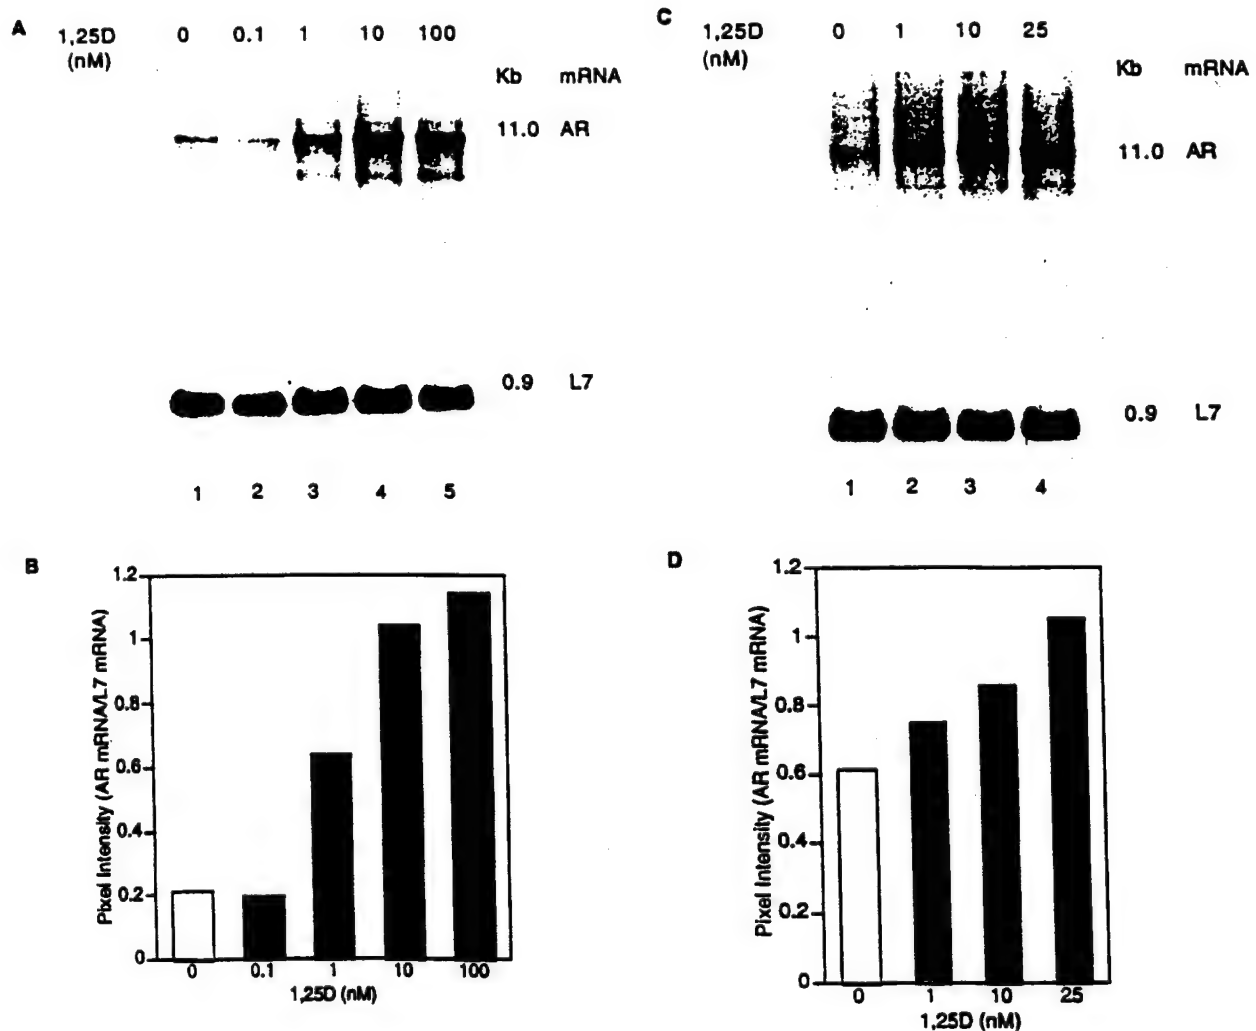 A
1,25D (nM) 0 0.1 1 10 100
Kb mRNA
11.0 AR
0.9 L7
1 2 3 4 5
C
1,25D (nM) 0 1 10 25
Kb mRNA
11.0 AR
0.9 L7
1 2 3 4
B
Pixel Intensity (AR mRNA/L7 mRNA)
1.2
1
0.8
0.6
0.4
0.2
0
0 0.1 1 10 100
1,25D (nM)
D
Pixel Intensity (AR mRNA/L7 mRNA)
1.2
1
0.8
0.6
0.4
0.2
0
0 1 10 25
1,25D (nM)